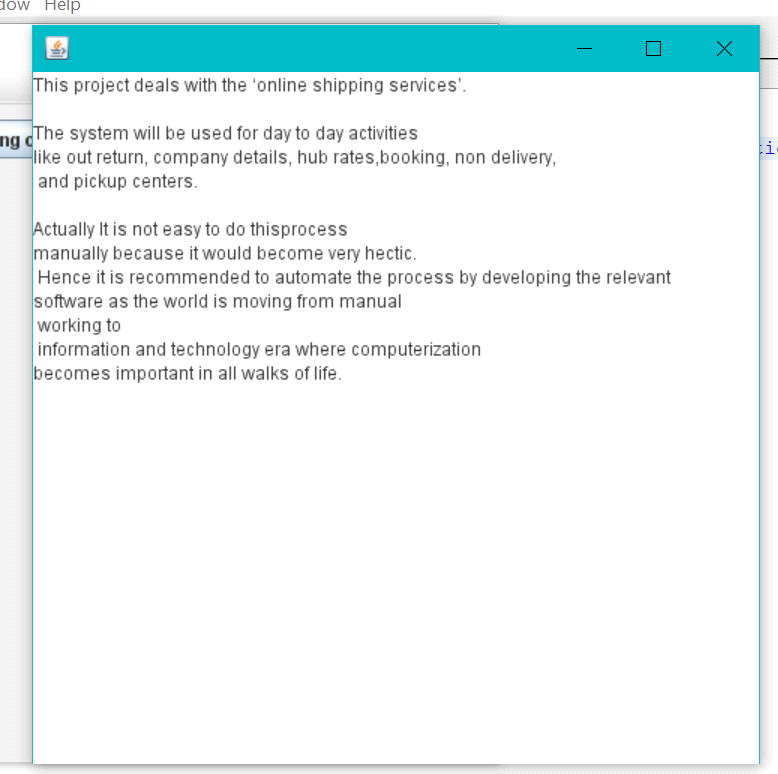 Help
This project deals with the ‘online shipping services’.
The system will be used for day to day activities
like out return, company details, hub rates,booking, non delivery,
and pickup centers.
Actually It is not easy to do thisprocess
manually because it would become very hectic.
Hence it is recommended to automate the process by developing the relevant
software as the world is moving from manual
working to
information and technology era where computerization
becomes important in all walks of life.